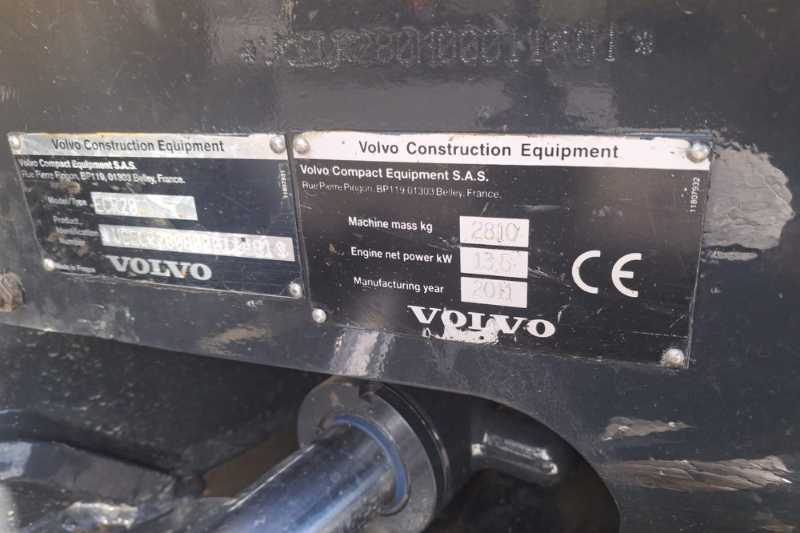 Volvo Construction Equipment
Volvo Compact Equipment S.A.S.
Rue Pierre Pingon, BP119, 01303 Belley, France.
Model/Type
Product
Identification
Number
Made in France
VOLVO
11807931
Volvo Construction Equipment
Volvo Compact Equipment S.A.S.
Rue Pierre Pingon, BP119 01303 Belley, France.
Machine mass kg 2810
Engine net power kW
Manufacturing year 2011
CE
VOLVO
11807932